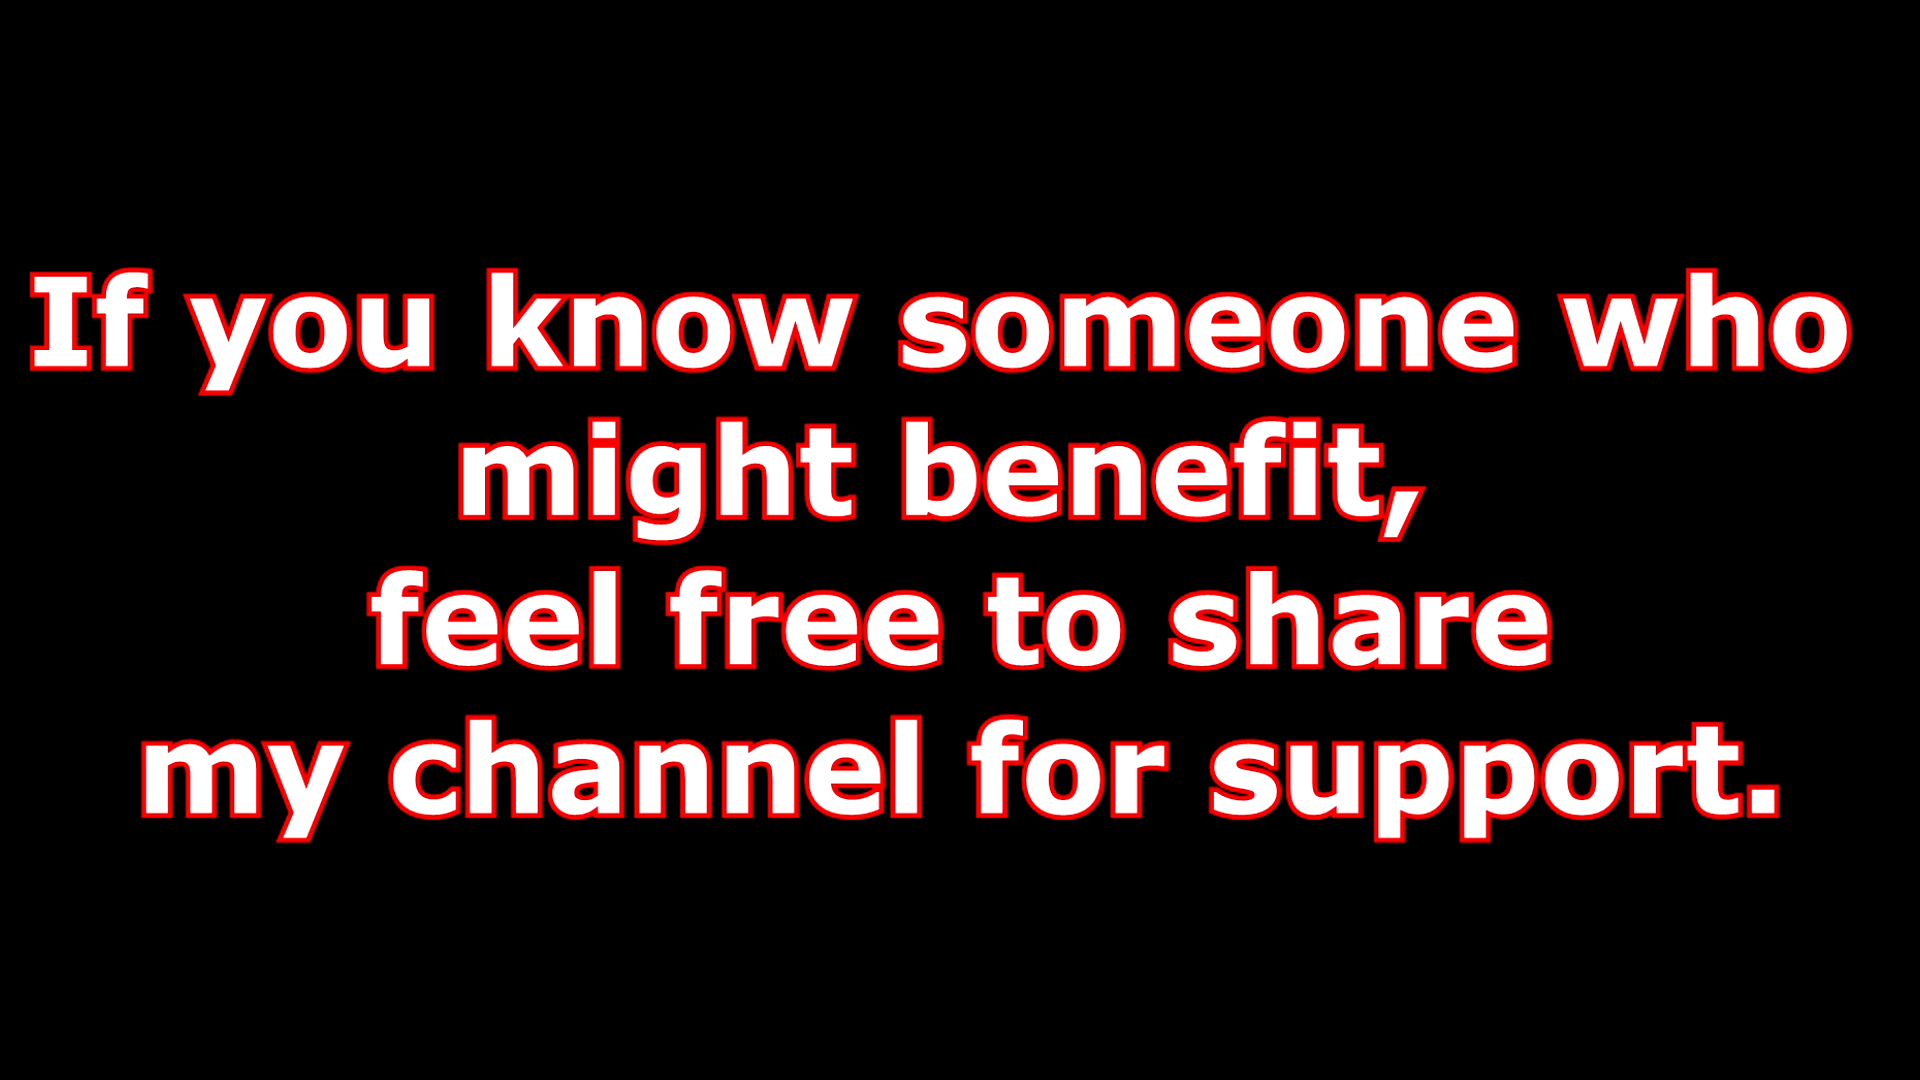 If you know someone who
might benefit,
feel free to share
my channel for support.